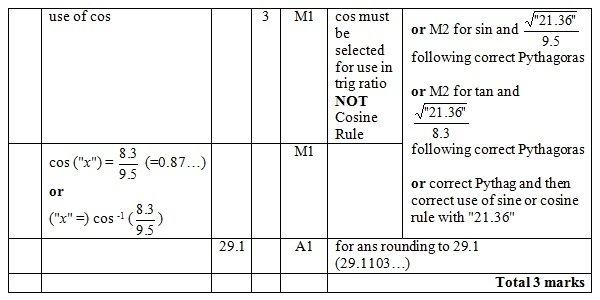 use of cos 3 M1 cos must
be
selected
for use in
trig ratio
NOT
Cosine
Rule
or M2 for sin and √"21.36" / 9.5
following correct Pythagoras
or M2 for tan and
√"21.36" / 8.3
following correct Pythagoras
or correct Pythag and then
correct use of sine or cosine
rule with "21.36"
cos ("x") = 8.3 / 9.5 (=0.87…) M1
or
("x" =) cos -1 ( 8.3 / 9.5 )
29.1 A1 for ans rounding to 29.1
(29.1103…)
Total 3 marks